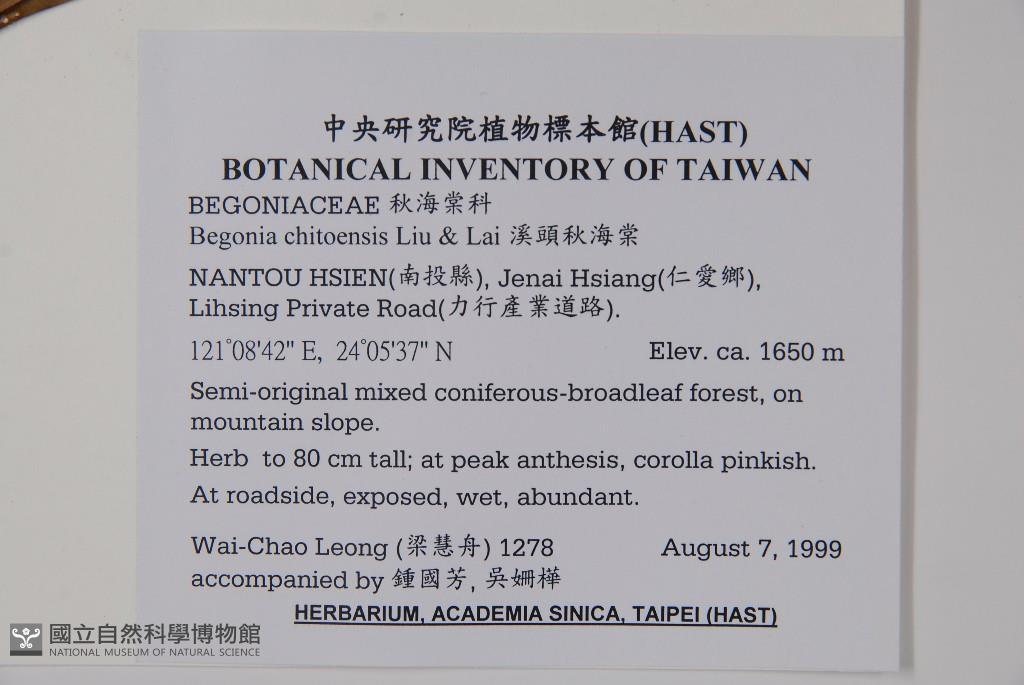 中央研究院植物標本館(HAST)
BOTANICAL INVENTORY OF TAIWAN
BEGONIACEAE 秋海棠科
Begonia chitoensis Liu & Lai 溪頭秋海棠
NANTOU HSIEN(南投縣), Jenai Hsiang(仁愛鄉),
Lihsing Private Road(力行產業道路).
121°08'42" E, 24°05'37" N Elev. ca. 1650 m
Semi-original mixed coniferous-broadleaf forest, on
mountain slope.
Herb to 80 cm tall; at peak anthesis, corolla pinkish.
At roadside, exposed, wet, abundant.
Wai-Chao Leong (梁慧舟) 1278 August 7, 1999
accompanied by 鍾國芳, 吳姍樺
HERBARIUM, ACADEMIA SINICA, TAIPEI (HAST)
國立自然科學博物館
NATIONAL MUSEUM OF NATURAL SCIENCE